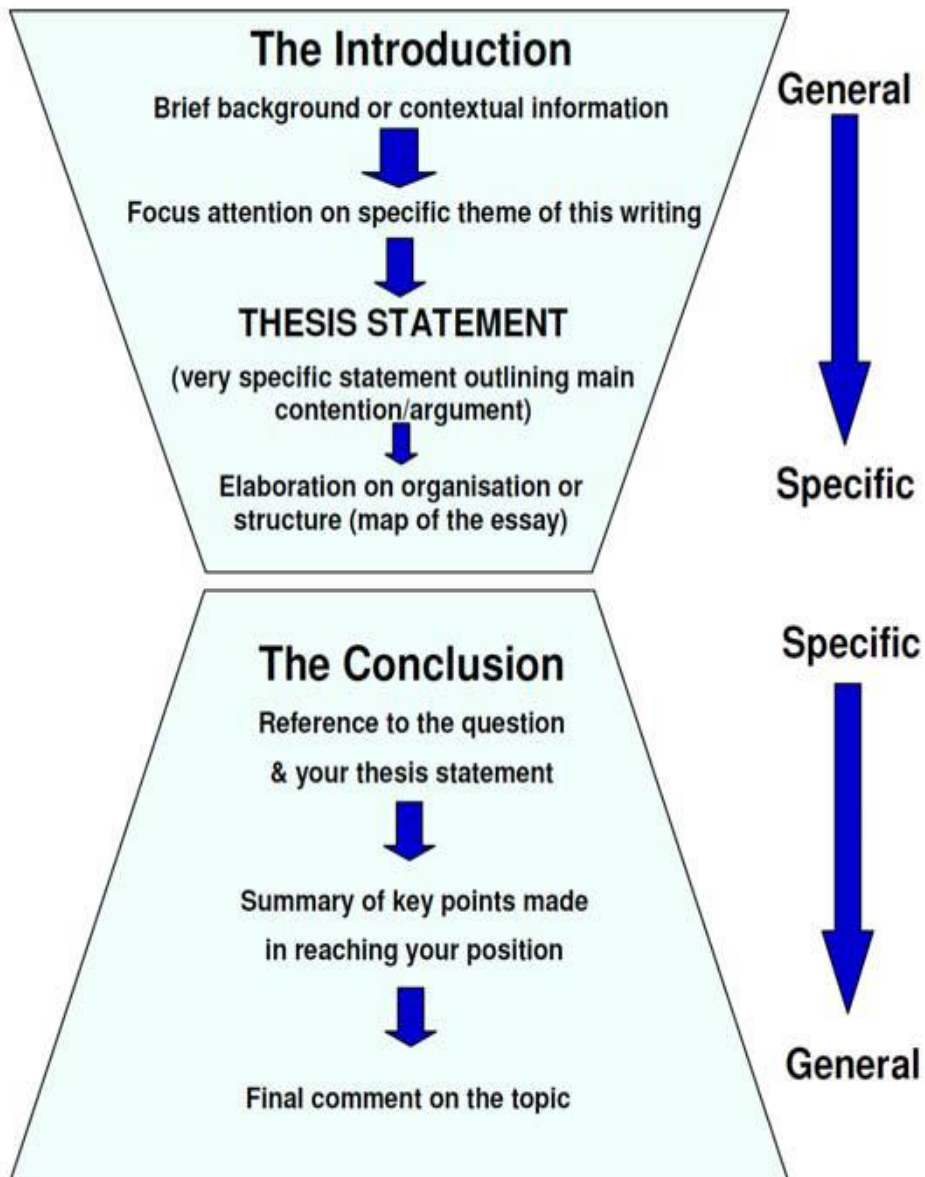 The Introduction
Brief background or contextual information
Focus attention on specific theme of this writing
THESIS STATEMENT
(very specific statement outlining main
contention/argument)
Elaboration on organisation or
structure (map of the essay)
General
Specific
The Conclusion
Reference to the question
& your thesis statement
Summary of key points made
in reaching your position
Final comment on the topic
Specific
General